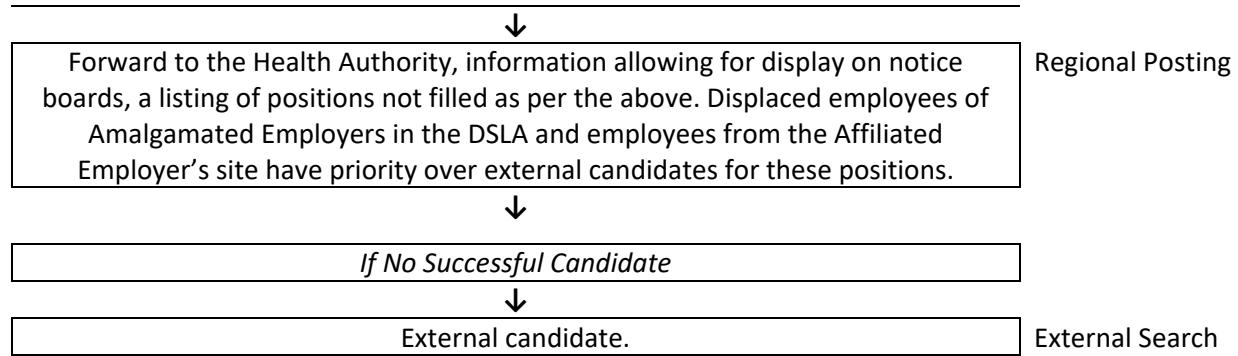 ↓
Forward to the Health Authority, information allowing for display on notice
boards, a listing of positions not filled as per the above. Displaced employees of
Amalgamated Employers in the DSLA and employees from the Affiliated
Employer’s site have priority over external candidates for these positions.
Regional Posting
↓
If No Successful Candidate
↓
External candidate.
External Search